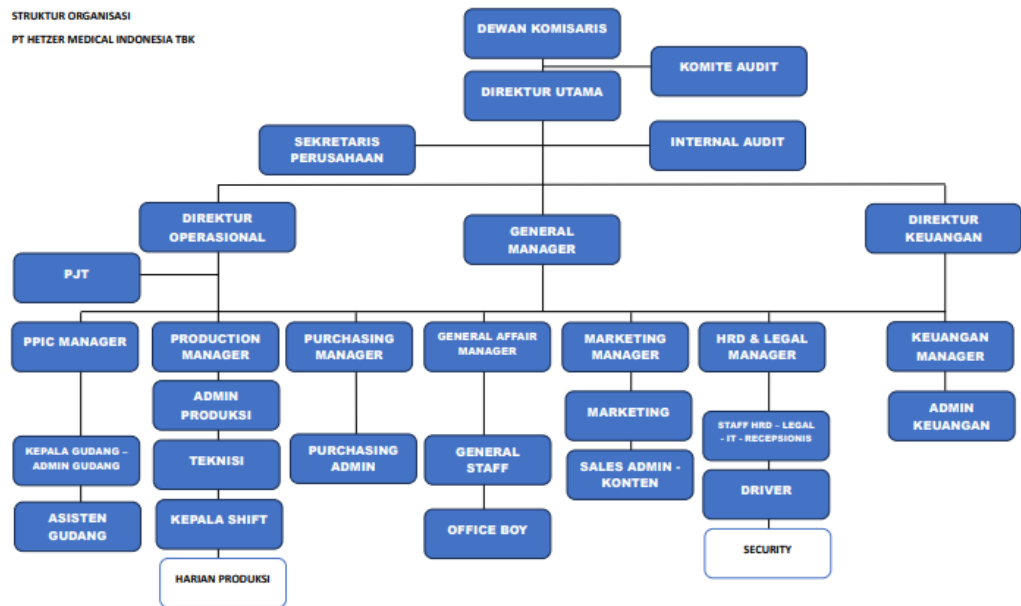 STRUKTUR ORGANISASI
PT HETZER MEDICAL INDONESIA TBK
DEWAN KOMISARIS
KOMITE AUDIT
DIREKTUR UTAMA
SEKRETARIS
PERUSAHAAN
INTERNAL AUDIT
DIREKTUR
OPERASIONAL
GENERAL
MANAGER
DIREKTUR
KEUANGAN
PJT
PPIC MANAGER
PRODUCTION
MANAGER
PURCHASING
MANAGER
GENERAL AFFAIR
MANAGER
MARKETING
MANAGER
HRD & LEGAL
MANAGER
KEUANGAN
MANAGER
ADMIN
PRODUKSI
MARKETING
ADMIN
KEUANGAN
KEPALA GUDANG –
ADMIN GUDANG
TEKNISI
PURCHASING
ADMIN
GENERAL
STAFF
SALES ADMIN -
KONTEN
STAFF HRD – LEGAL
- IT - RECEPSIONIS
DRIVER
ASISTEN
GUDANG
KEPALA SHIFT
OFFICE BOY
SECURITY
HARIAN PRODUKSI